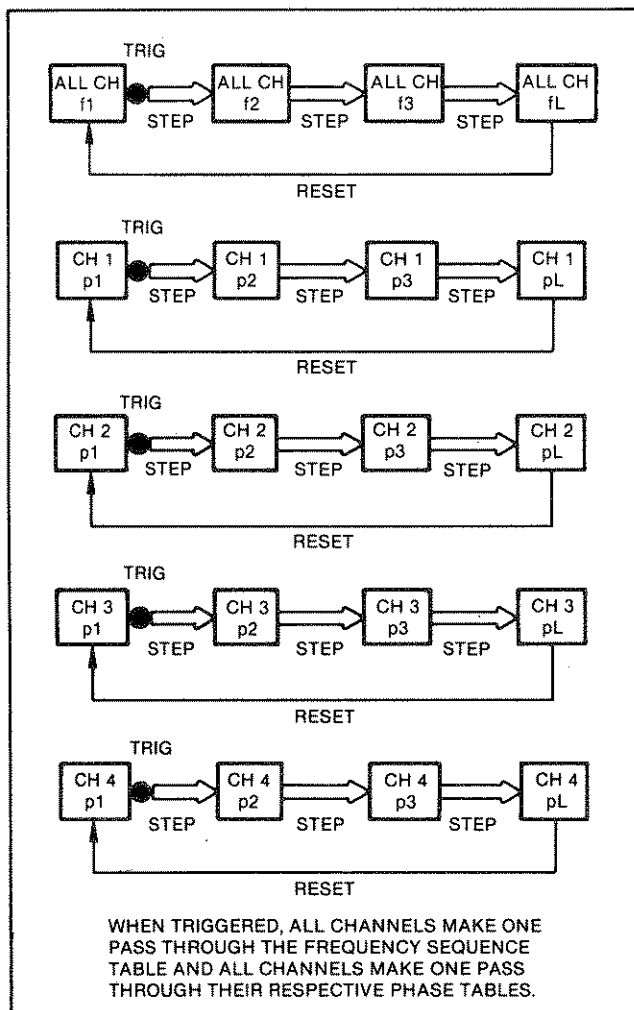 TRIG
ALL CH ALL CH ALL CH ALL CH
f1 f2 f3 fL
STEP STEP STEP
RESET
TRIG
CH 1 CH 1 CH 1 CH 1
p1 p2 p3 pL
STEP STEP STEP
RESET
TRIG
CH 2 CH 2 CH 2 CH 2
p1 p2 p3 pL
STEP STEP STEP
RESET
TRIG
CH 3 CH 3 CH 3 CH 3
p1 p2 p3 pL
STEP STEP STEP
RESET
TRIG
CH 4 CH 4 CH 4 CH 4
p1 p2 p3 pL
STEP STEP STEP
RESET
WHEN TRIGGERED, ALL CHANNELS MAKE ONE
PASS THROUGH THE FREQUENCY SEQUENCE
TABLE AND ALL CHANNELS MAKE ONE PASS
THROUGH THEIR RESPECTIVE PHASE TABLES.